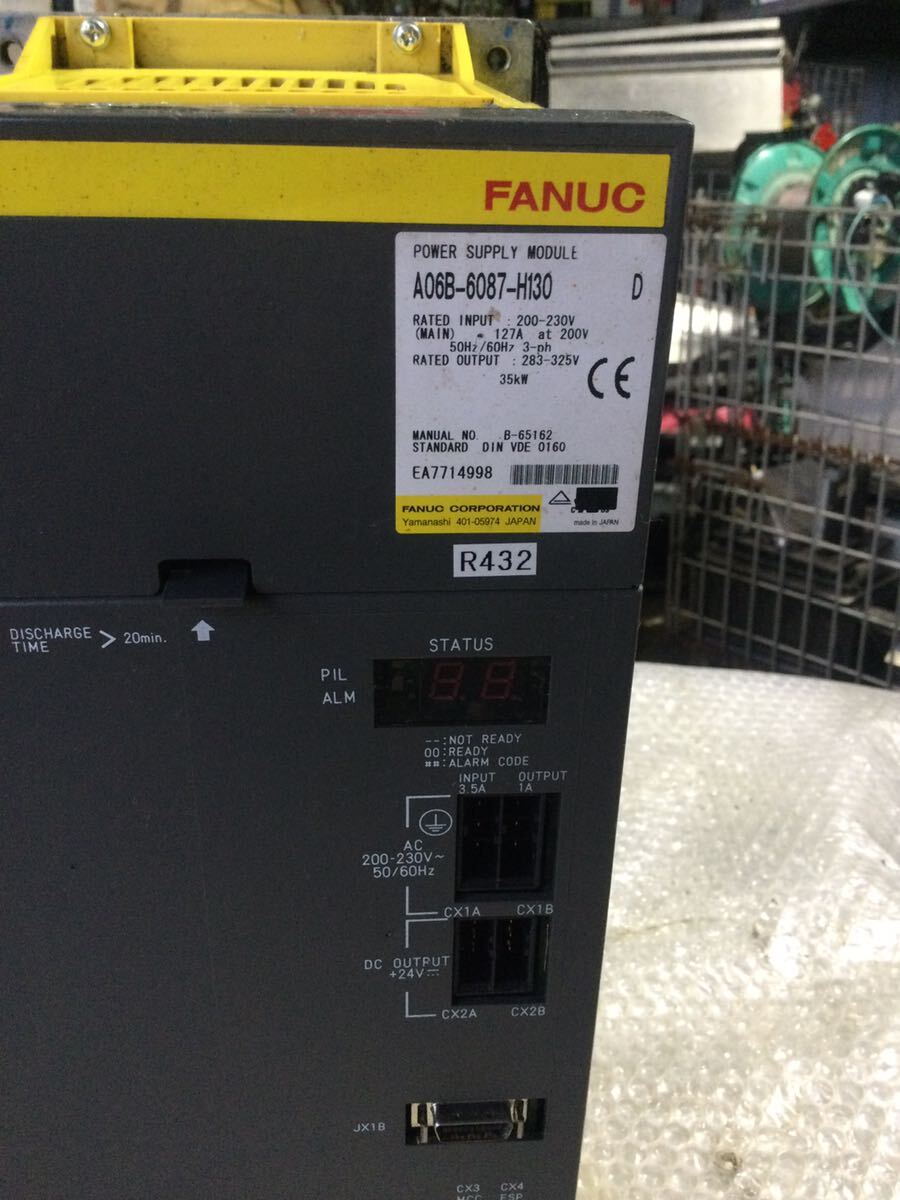 FANUC
POWER SUPPLY MODULE
A06B-6087-H130 D
RATED INPUT : 200-230V
(MAIN) 127A at 200V
50Hz/60Hz 3-ph
RATED OUTPUT : 283-325V
35kW
CE
MANUAL NO. B-65162
STANDARD DIN VDE 0160
EA7714998
FANUC CORPORATION
Yamanashi 401-05974 JAPAN
made in JAPAN
R432
DISCHARGE
TIME > 20min.
STATUS
PIL
ALM
--:NOT READY
00:READY
##:ALARM CODE
INPUT OUTPUT
3.5A 1A
AC
200-230V~
50/60Hz
CX1A CX1B
DC OUTPUT
+24V
CX2A CX2B
JX1B
CX3 CX4
MCC ESP